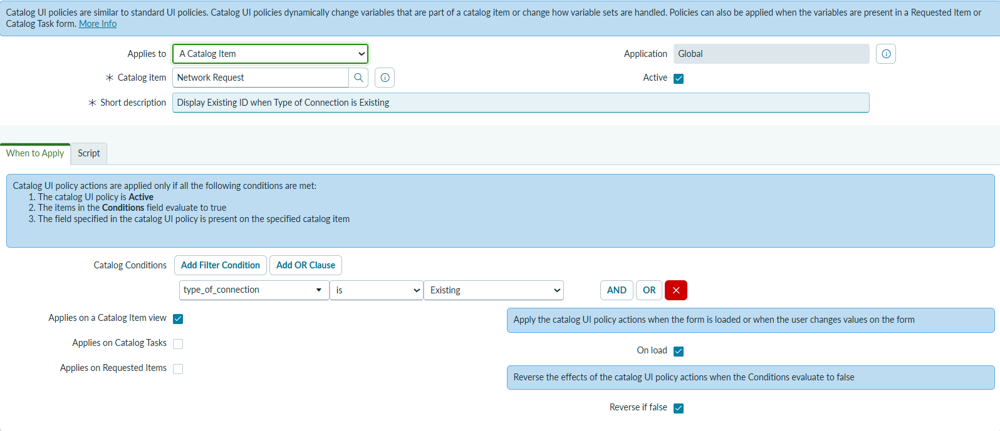 Catalog UI policies are similar to standard UI policies. Catalog UI policies dynamically change variables that are part of a catalog item or change how variable sets are handled. Policies can also be applied when the variables are present in a Requested Item or
Catalog Task form. More Info
Applies to A Catalog Item
Application Global
Catalog item Network Request
Active
Short description Display Existing ID when Type of Connection is Existing
When to Apply Script
Catalog UI policy actions are applied only if all the following conditions are met:
1. The catalog UI policy is Active
2. The items in the Conditions field evaluate to true
3. The field specified in the catalog UI policy is present on the specified catalog item
Catalog Conditions Add Filter Condition Add OR Clause
type_of_connection is Existing AND OR
Applies on a Catalog Item view
Applies on Catalog Tasks
Applies on Requested Items
Apply the catalog UI policy actions when the form is loaded or when the user changes values on the form
On load
Reverse the effects of the catalog UI policy actions when the Conditions evaluate to false
Reverse if false